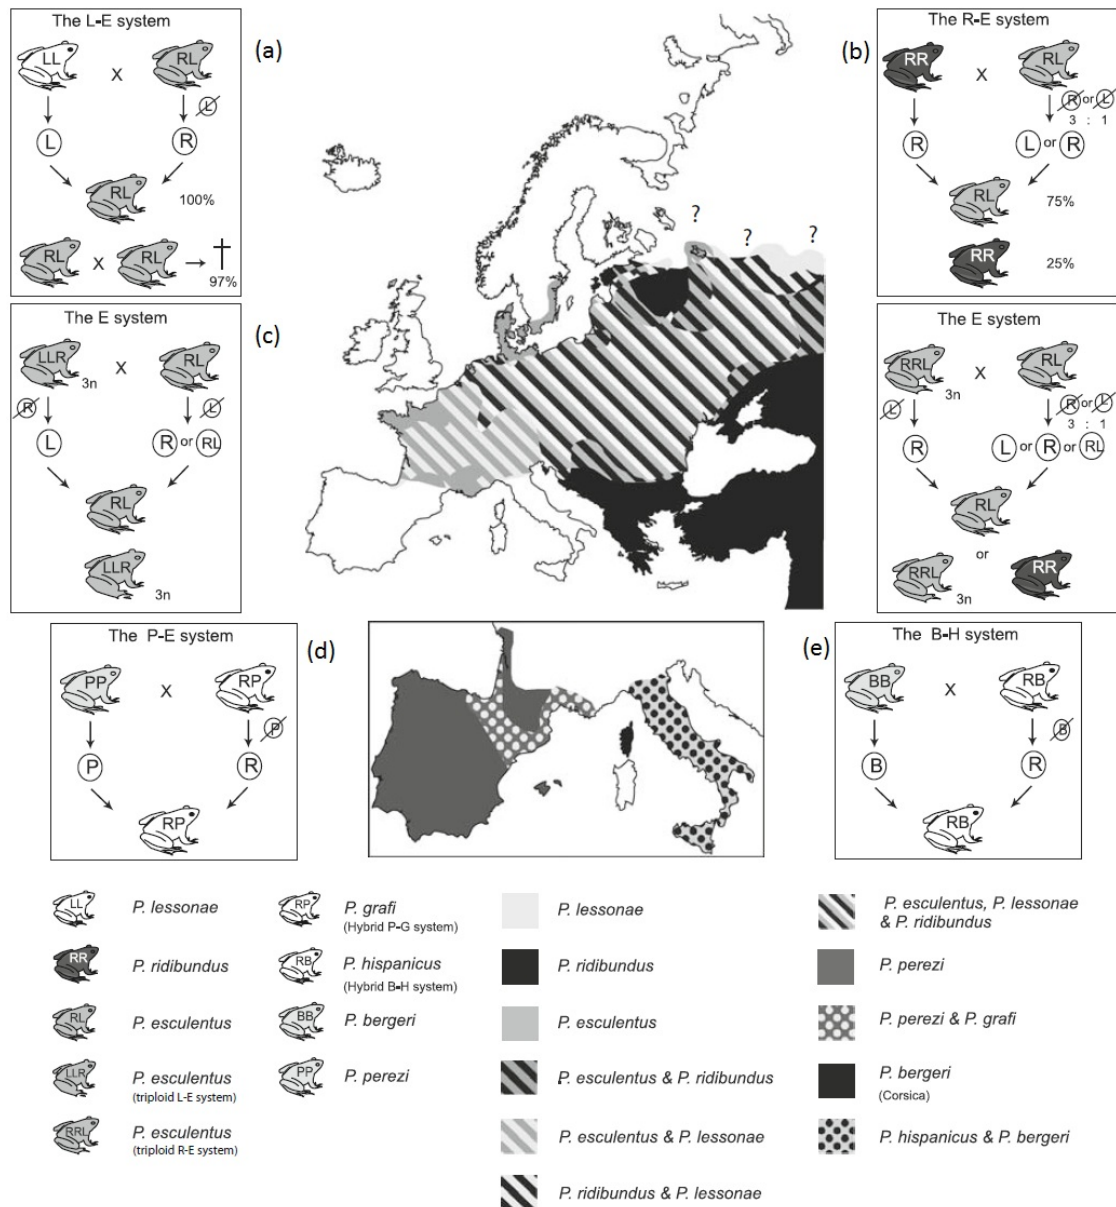 The L-E system
(a)
LL
X
RL
L
L
R
RL
100%
RL
X
RL
97%
(b)
The R-E system
RR
X
RL
R or L
3 : 1
R
L or R
RL
75%
RR
25%
?
?
?
The E system
(c)
LLR
3n
X
RL
R
L
L
R or RL
RL
LLR
3n
The E system
RRL
3n
X
RL
L
R or L
3 : 1
R
L or R or RL
RL
or
RRL
3n
RR
The P-E system
(d)
PP
X
RP
P
P
R
RP
(e)
The B-H system
BB
X
RB
B
B
R
RB
LL
P. lessonae
RR
P. ridibundus
RL
P. esculentus
LLR
P. esculentus
(triploid L-E system)
RRL
P. esculentus
(triploid R-E system)
RP
P. grafi
(Hybrid P-G system)
RB
P. hispanicus
(Hybrid B-H system)
BB
P. bergeri
PP
P. perezi
P. lessonae
P. ridibundus
P. esculentus
P. esculentus & P. ridibundus
P. esculentus & P. lessonae
P. ridibundus & P. lessonae
P. esculentus, P. lessonae
& P. ridibundus
P. perezi
P. perezi & P. grafi
P. bergeri
(Corsica)
P. hispanicus & P. bergeri